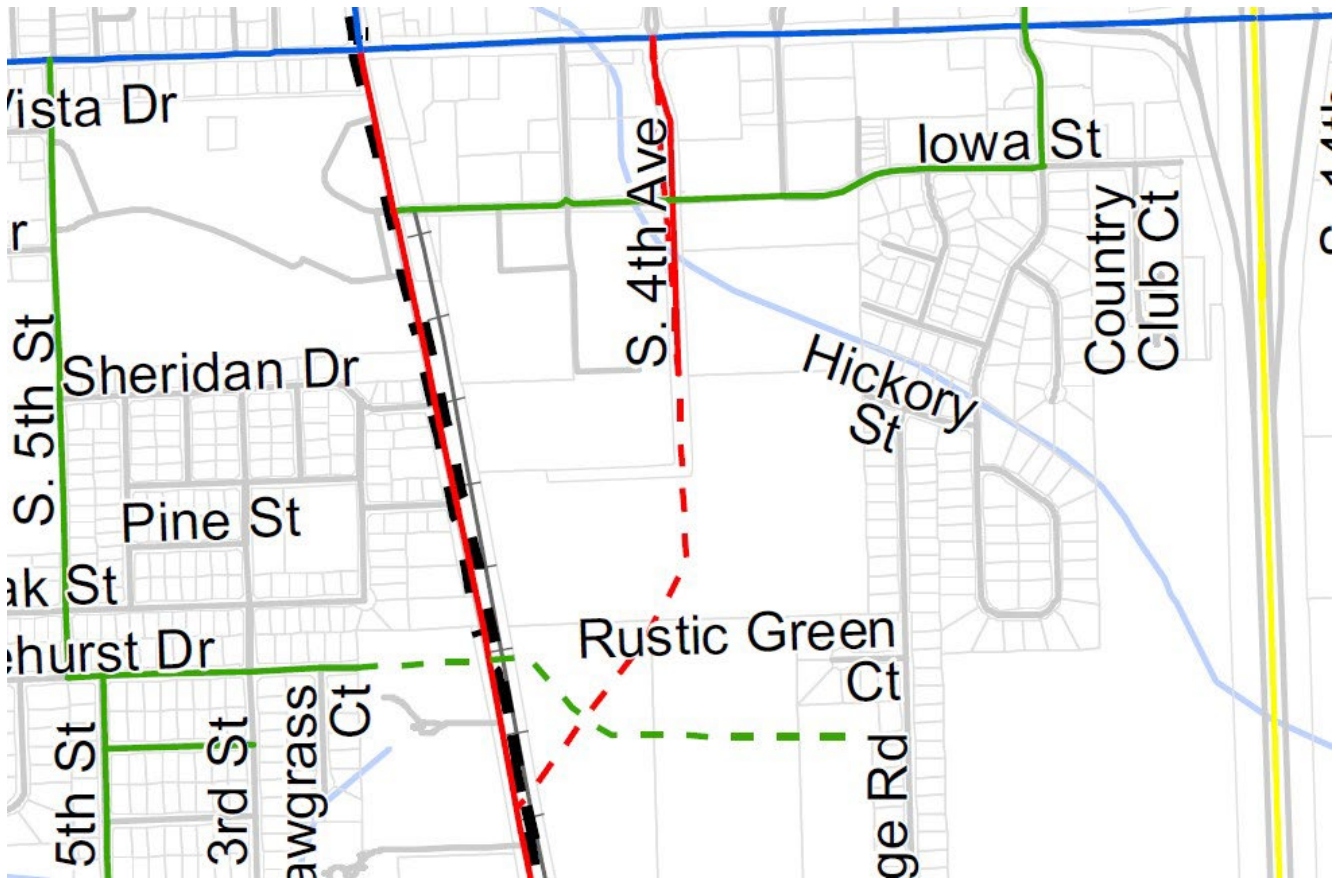 Vista Dr
Iowa St
S. 4th Ave
S. 14th
r
Country
Club Ct
S. 5th St
Sheridan Dr
Hickory
St
Pine St
ak St
ehurst Dr
Rustic Green
Ct
5th St
3rd St
awgrass
Ct
ge Rd